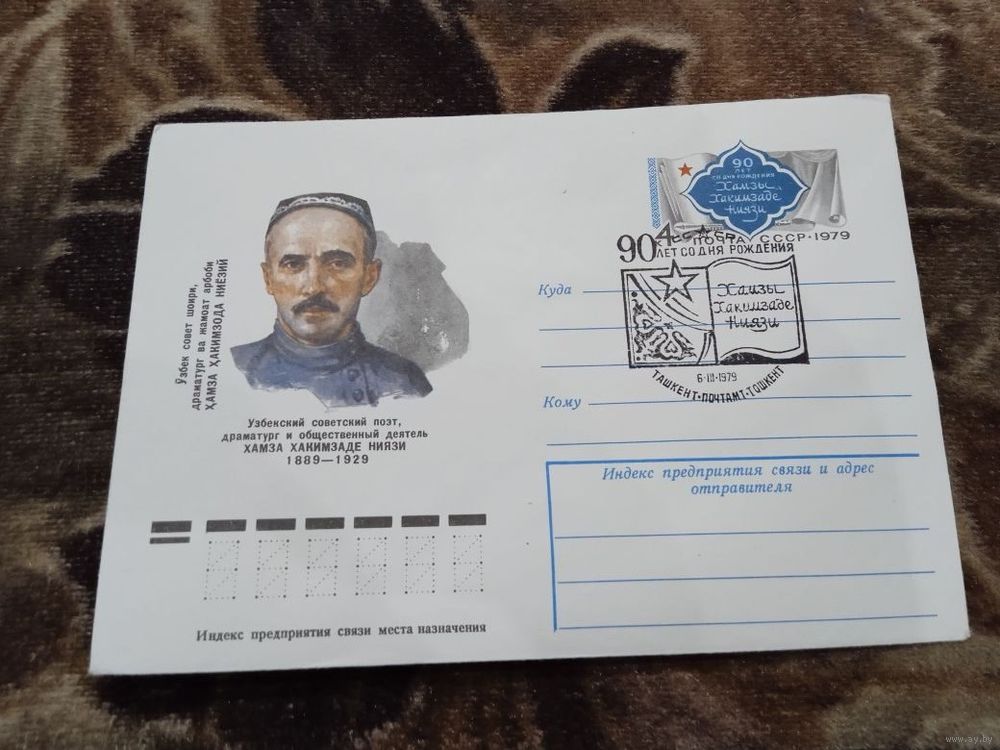 Ўзбек совет шоири,
драматург ва жамоат арбоби
ҲАМЗА ҲАКИМЗОДА НИЁЗИЙ
Узбекский советский поэт,
драматург и общественный деятель
ХАМЗА ХАКИМЗАДЕ НИЯЗИ
1889—1929
Индекс предприятия связи места назначения
90
ЛЕТ
СО ДНЯ РОЖДЕНИЯ
Хамзы
Хакимзаде
Ниязи
ПОЧТА СССР·1979
90 ЛЕТ СО ДНЯ РОЖДЕНИЯ
Хамзы
Хакимзаде
Ниязи
6·III·1979
ТАШКЕНТ·ПОЧТАМТ·ТОШКЕНТ
Куда
Кому
Индекс предприятия связи и адрес
отправителя
www.ay.by